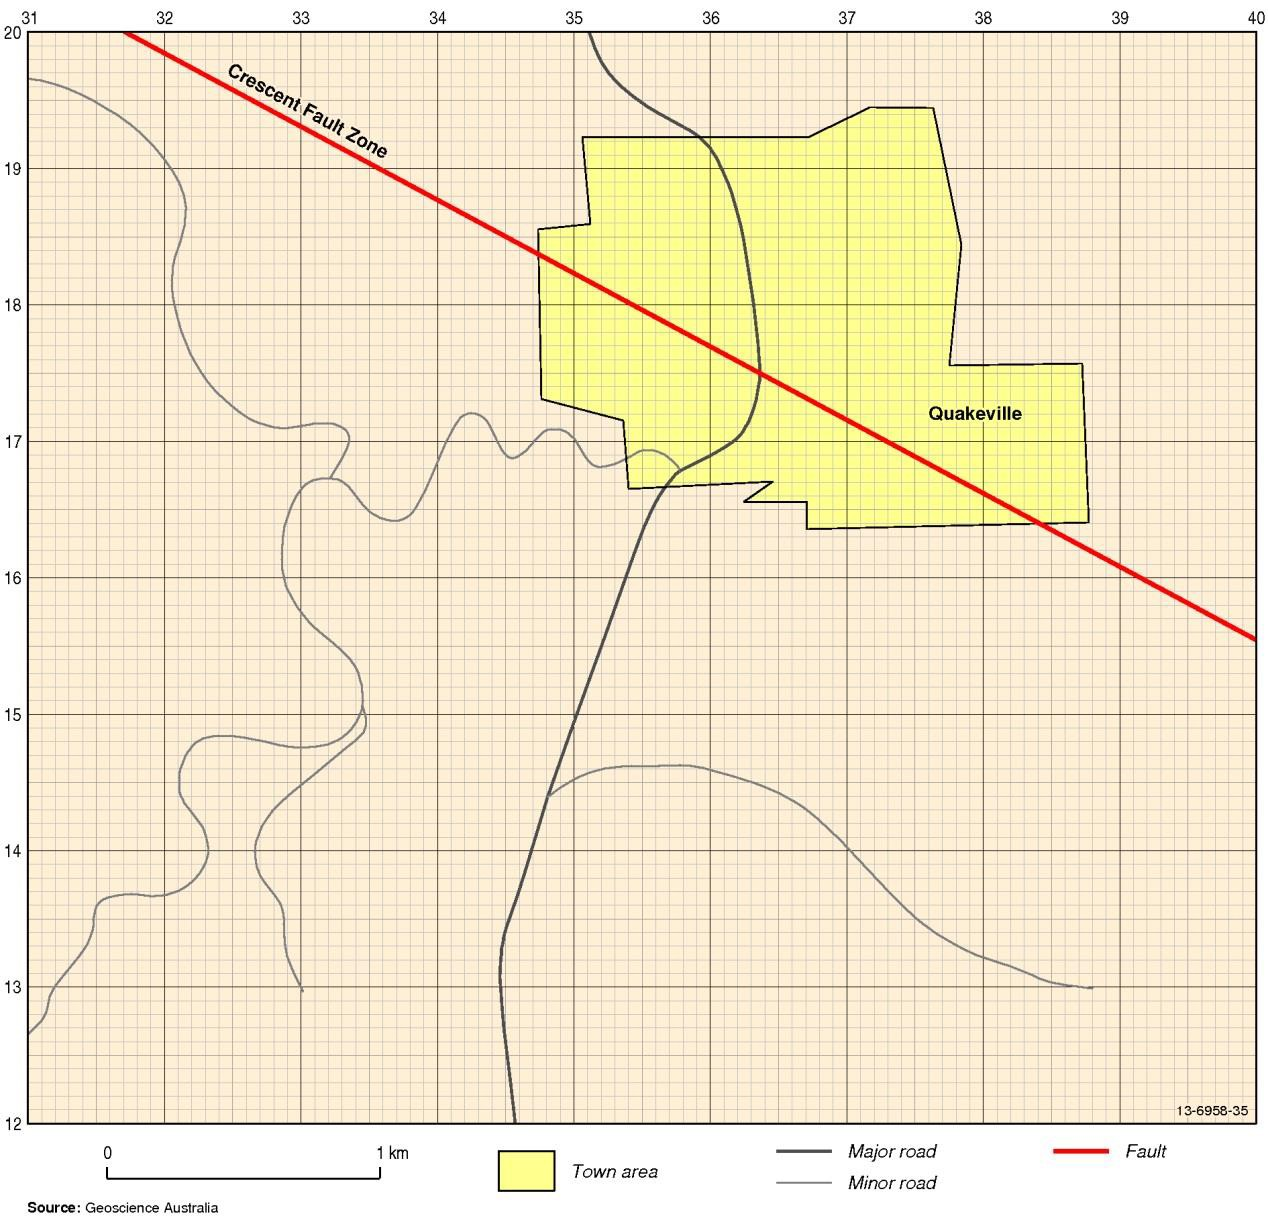 31 32 33 34 35 36 37 38 39 40
20
Crescent Fault Zone
19
18
Quakeville
17
16
15
14
13
13-6958-35
12
0 1 km
Town area
Major road
Minor road
Fault
Source: Geoscience Australia